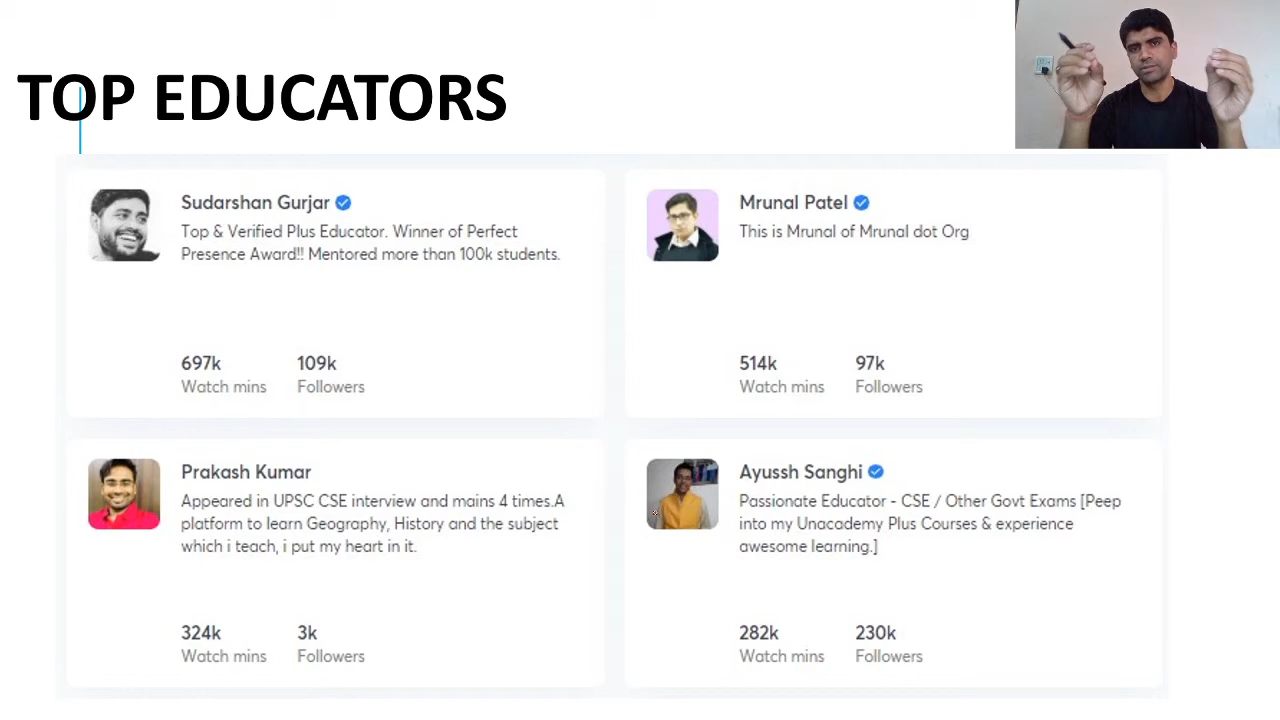 TOP EDUCATORS
Sudarshan Gurjar
Top & Verified Plus Educator. Winner of Perfect
Presence Award!! Mentored more than 100k students.
697k 109k
Watch mins Followers
Mrunal Patel
This is Mrunal of Mrunal dot Org
514k 97k
Watch mins Followers
Prakash Kumar
Appeared in UPSC CSE interview and mains 4 times.A
platform to learn Geography, History and the subject
which i teach, i put my heart in it.
324k 3k
Watch mins Followers
Ayussh Sanghi
Passionate Educator - CSE / Other Govt Exams [Peep
into my Unacademy Plus Courses & experience
awesome learning.]
282k 230k
Watch mins Followers